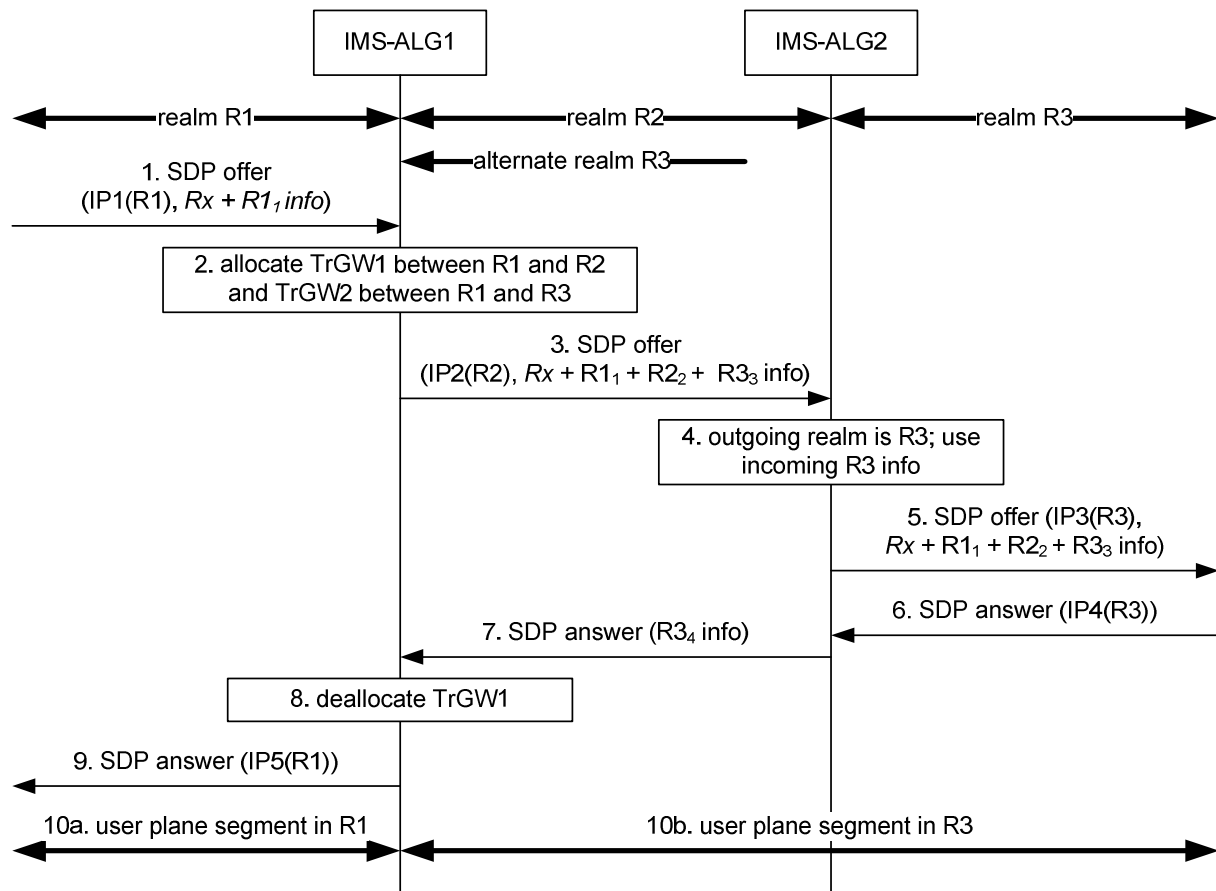 IMS-ALG1
IMS-ALG2
realm R1
realm R2
realm R3
alternate realm R3
1. SDP offer
(IP1(R1), Rx + R1₁ info)
2. allocate TrGW1 between R1 and R2
and TrGW2 between R1 and R3
3. SDP offer
(IP2(R2), Rx + R1₁ + R2₂ + R3₃ info)
4. outgoing realm is R3; use
incoming R3 info
5. SDP offer (IP3(R3),
Rx + R1₁ + R2₂ + R3₃ info)
6. SDP answer (IP4(R3))
7. SDP answer (R3₄ info)
8. deallocate TrGW1
9. SDP answer (IP5(R1))
10a. user plane segment in R1
10b. user plane segment in R3